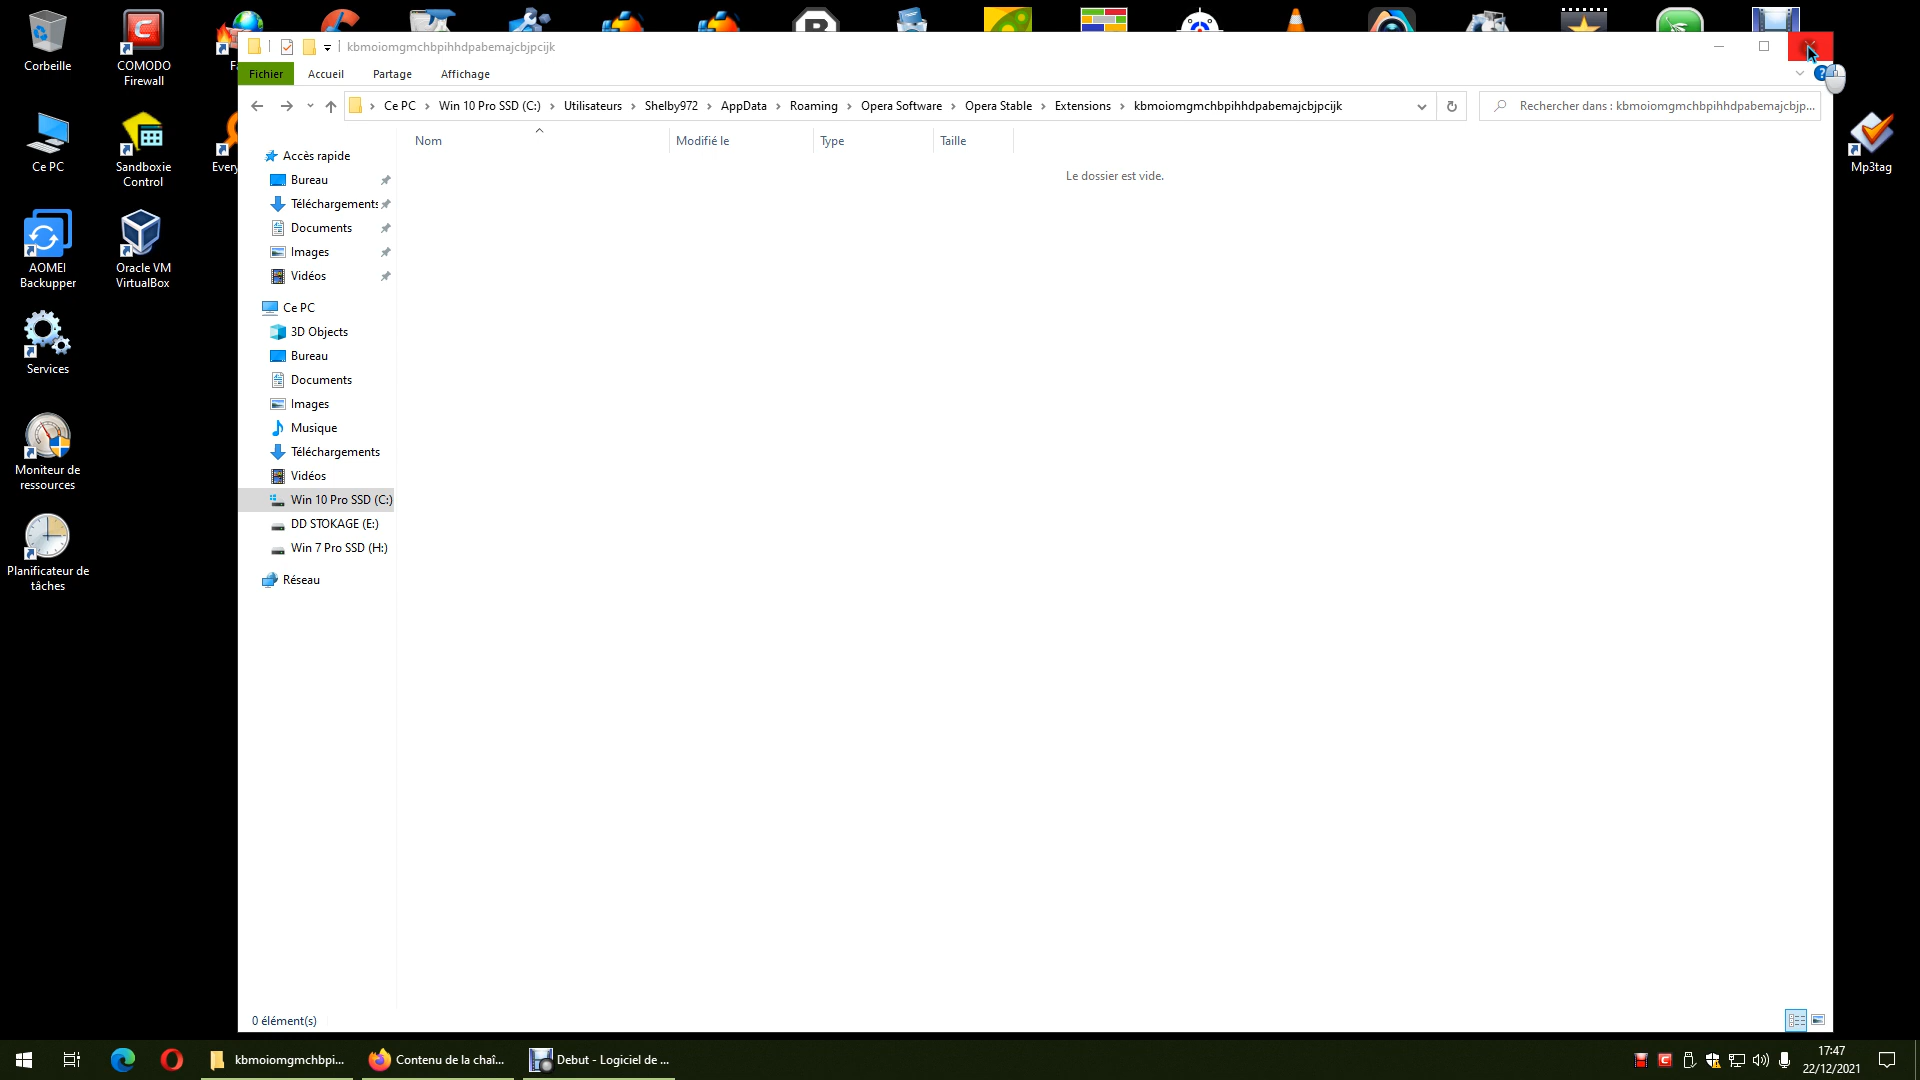 Corbeille
COMODO
Firewall
Fa
Ce PC
Sandboxie
Control
Every
AOMEI
Backupper
Oracle VM
VirtualBox
Services
Moniteur de
ressources
Planificateur de
tâches
Mp3tag
kbmoiomgmchbpihhdpabemajcbjpcijk
Fichier Accueil Partage Affichage
Ce PC > Win 10 Pro SSD (C:) > Utilisateurs > Shelby972 > AppData > Roaming > Opera Software > Opera Stable > Extensions > kbmoiomgmchbpihhdpabemajcbjpcijk
Rechercher dans : kbmoiomgmchbpihhdpabemajcbjp...
Nom Modifié le Type Taille
Le dossier est vide.
Accès rapide
Bureau
Téléchargements
Documents
Images
Vidéos
Ce PC
3D Objects
Bureau
Documents
Images
Musique
Téléchargements
Vidéos
Win 10 Pro SSD (C:)
DD STOKAGE (E:)
Win 7 Pro SSD (H:)
Réseau
0 élément(s)
kbmoiomgmchbpi... Contenu de la chaî... Debut - Logiciel de ...
17:47
22/12/2021